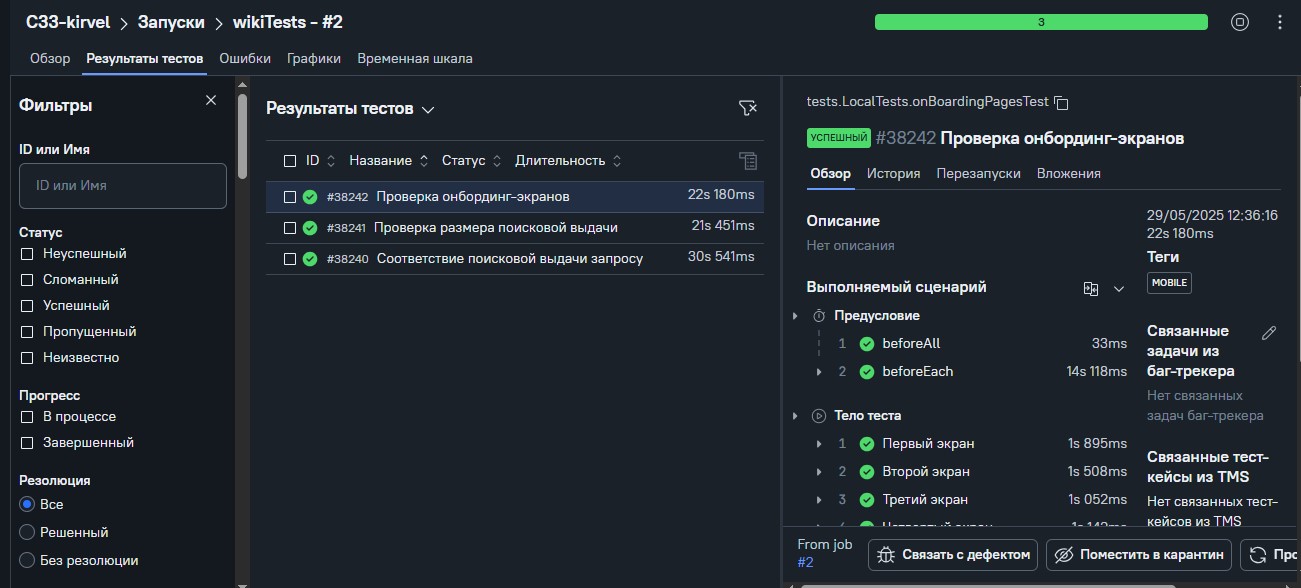 C33-kirvel > Запуски > wikiTests - #2
3
Обзор Результаты тестов Ошибки Графики Временная шкала
Фильтры
ID или Имя
ID или Имя
Статус
Неуспешный
Сломанный
Успешный
Пропущенный
Неизвестно
Прогресс
В процессе
Завершенный
Резолюция
Все
Решенный
Без резолюции
Результаты тестов
ID Название Статус Длительность
#38242 Проверка онбординг-экранов 22s 180ms
#38241 Проверка размера поисковой выдачи 21s 451ms
#38240 Соответствие поисковой выдачи запросу 30s 541ms
tests.LocalTests.onBoardingPagesTest
УСПЕШНЫЙ #38242 Проверка онбординг-экранов
Обзор История Перезапуски Вложения
Описание
Нет описания
Выполняемый сценарий
Предусловие
1 beforeAll 33ms
2 beforeEach 14s 118ms
Тело теста
1 Первый экран 1s 895ms
2 Второй экран 1s 508ms
3 Третий экран 1s 052ms
29/05/2025 12:36:16
22s 180ms
Теги
MOBILE
Связанные
задачи из
баг-трекера
Нет связанных
задач баг-трекера
Связанные тест-
кейсы из TMS
Нет связанных тест-
кейсов из TMS
From job
#2
Связать с дефектом
Поместить в карантин
Про